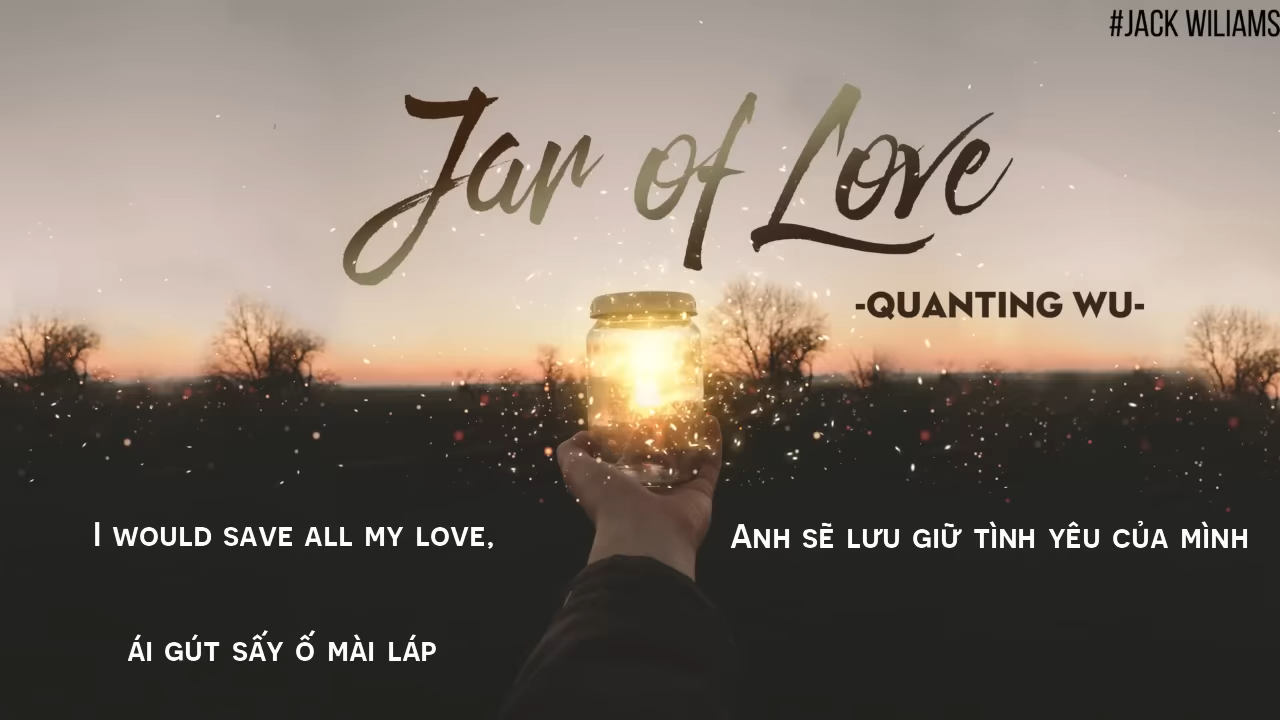 #JACK WILIAMS
Jar of Love
-QUANTING WU-
I WOULD SAVE ALL MY LOVE,
ANH SẼ LƯU GIỮ TÌNH YÊU CỦA MÌNH
ÁI GÚT SẤY Ố MÀI LÁP